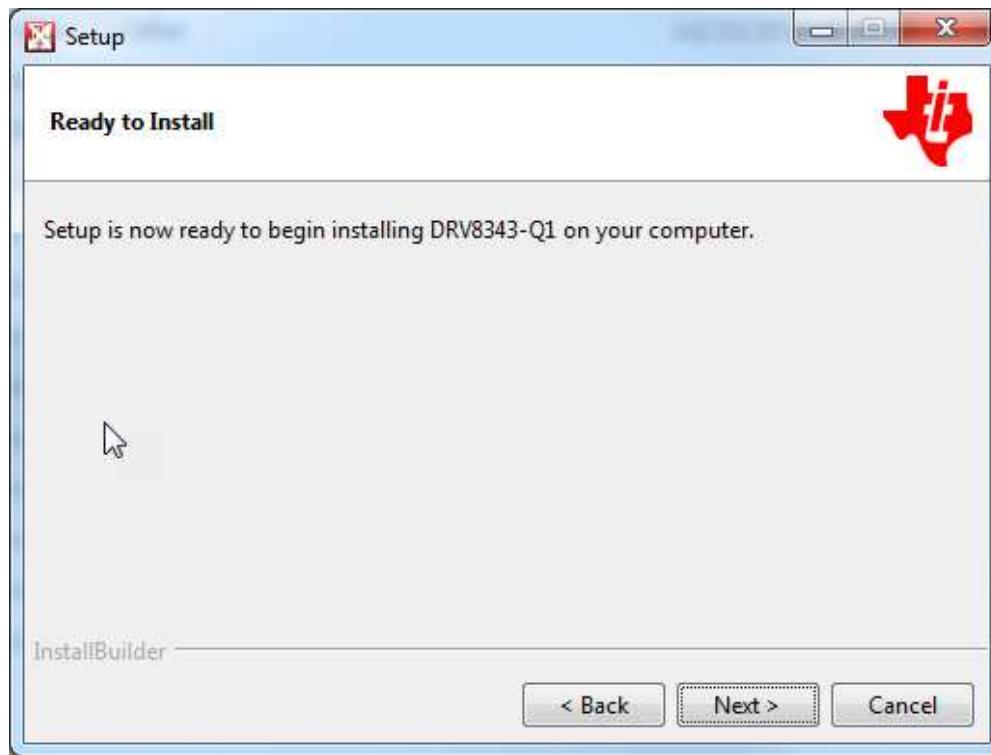 Setup
Ready to Install
Setup is now ready to begin installing DRV8343-Q1 on your computer.
InstallBuilder
< Back
Next >
Cancel